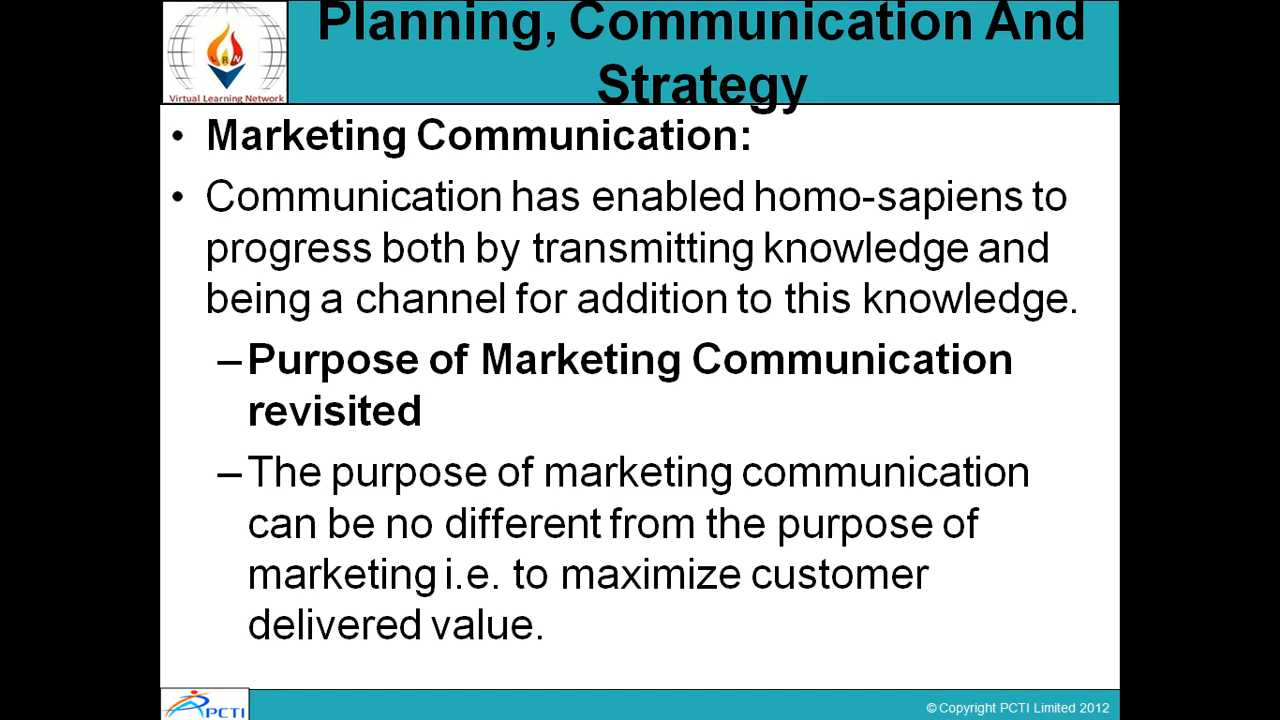 Planning, Communication And
Strategy
VRN
Virtual Learning Network
• Marketing Communication:
• Communication has enabled homo-sapiens to
progress both by transmitting knowledge and
being a channel for addition to this knowledge.
–Purpose of Marketing Communication
revisited
–The purpose of marketing communication
can be no different from the purpose of
marketing i.e. to maximize customer
delivered value.
PCTI
© Copyright PCTI Limited 2012